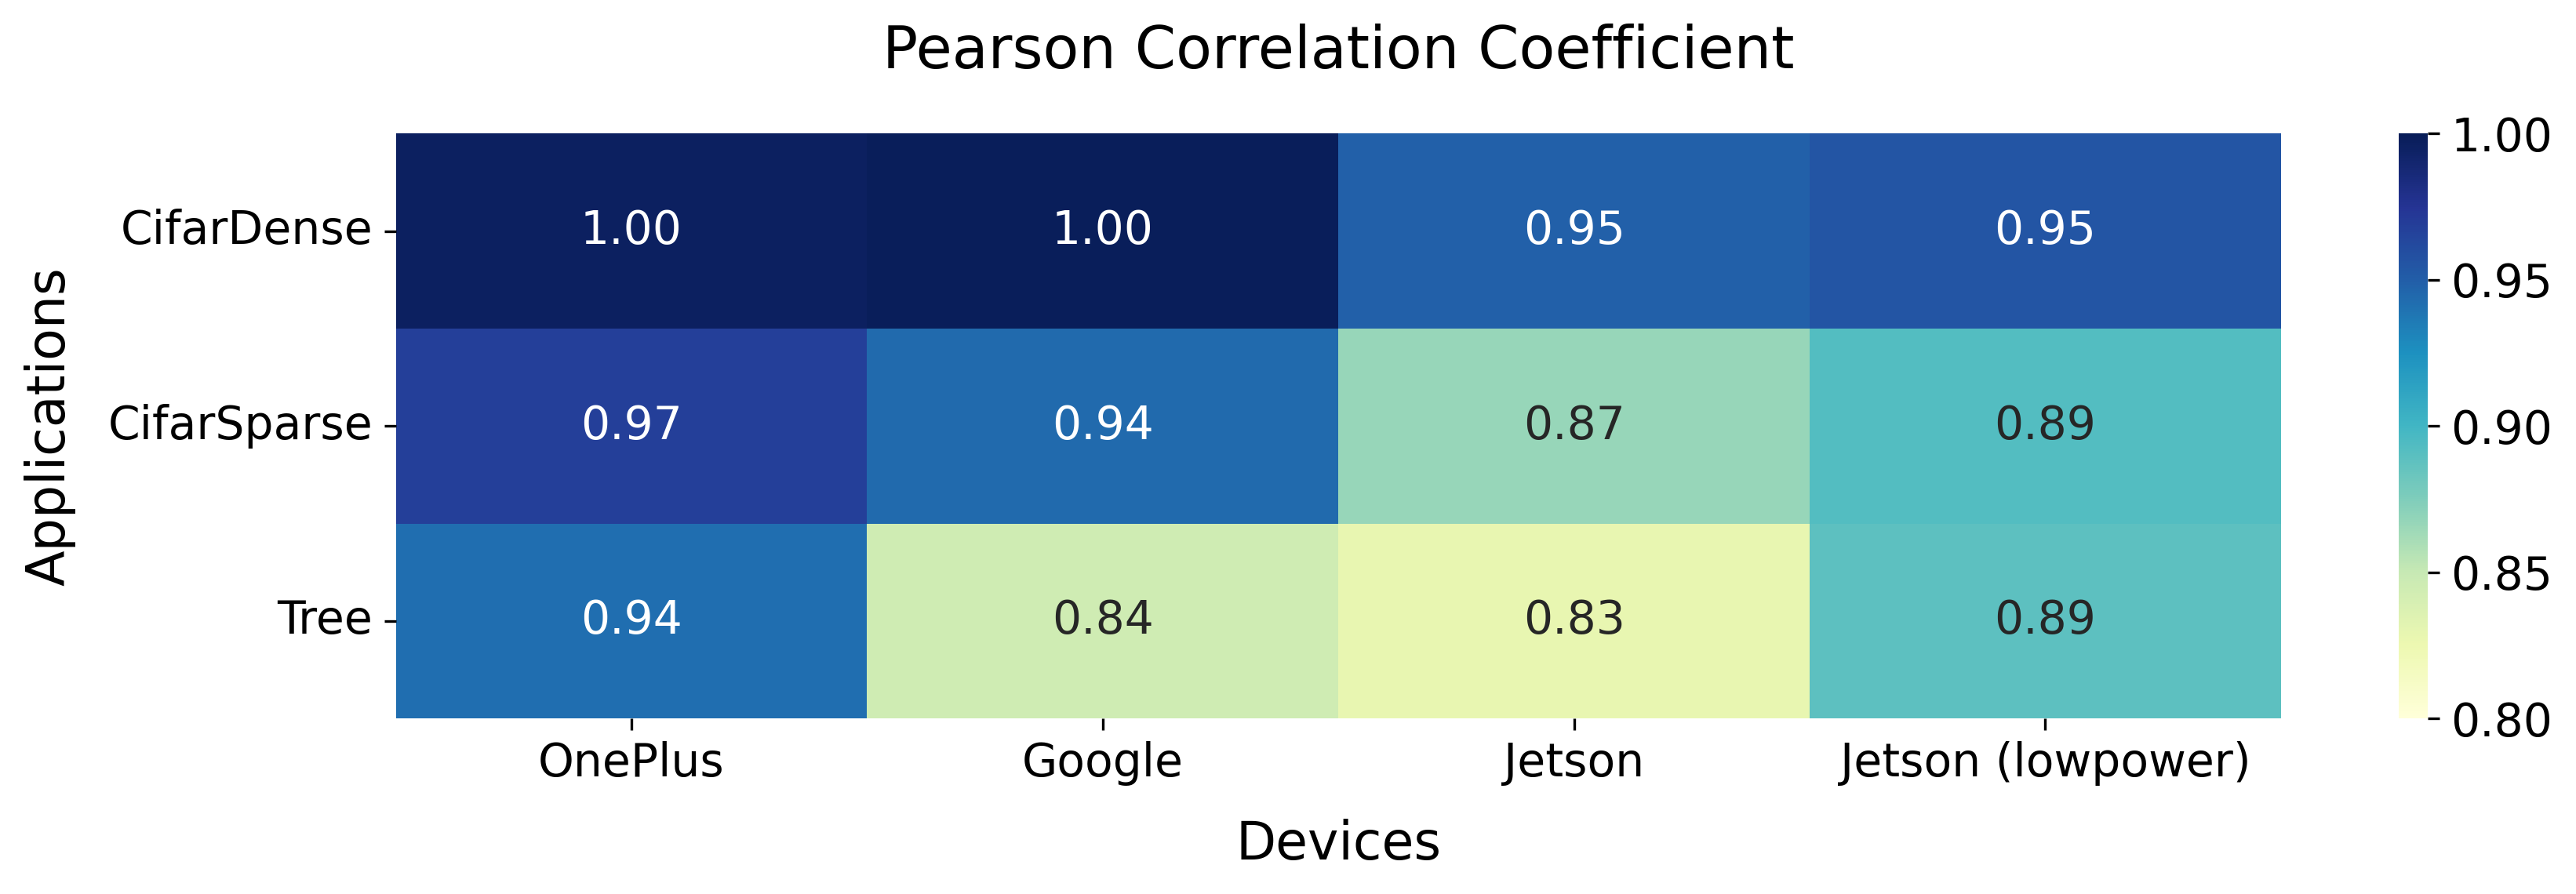 Pearson Correlation Coefficient
Applications
CifarDense 1.00 1.00 0.95 0.95
CifarSparse 0.97 0.94 0.87 0.89
Tree 0.94 0.84 0.83 0.89
OnePlus Google Jetson Jetson (lowpower)
Devices
1.00
0.95
0.90
0.85
0.80